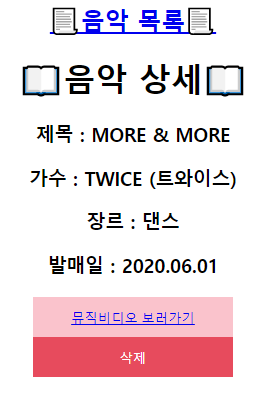 📃음악 목록📃
📖음악 상세📖
제목 : MORE & MORE
가수 : TWICE (트와이스)
장르 : 댄스
발매일 : 2020.06.01
뮤직비디오 보러가기
삭제